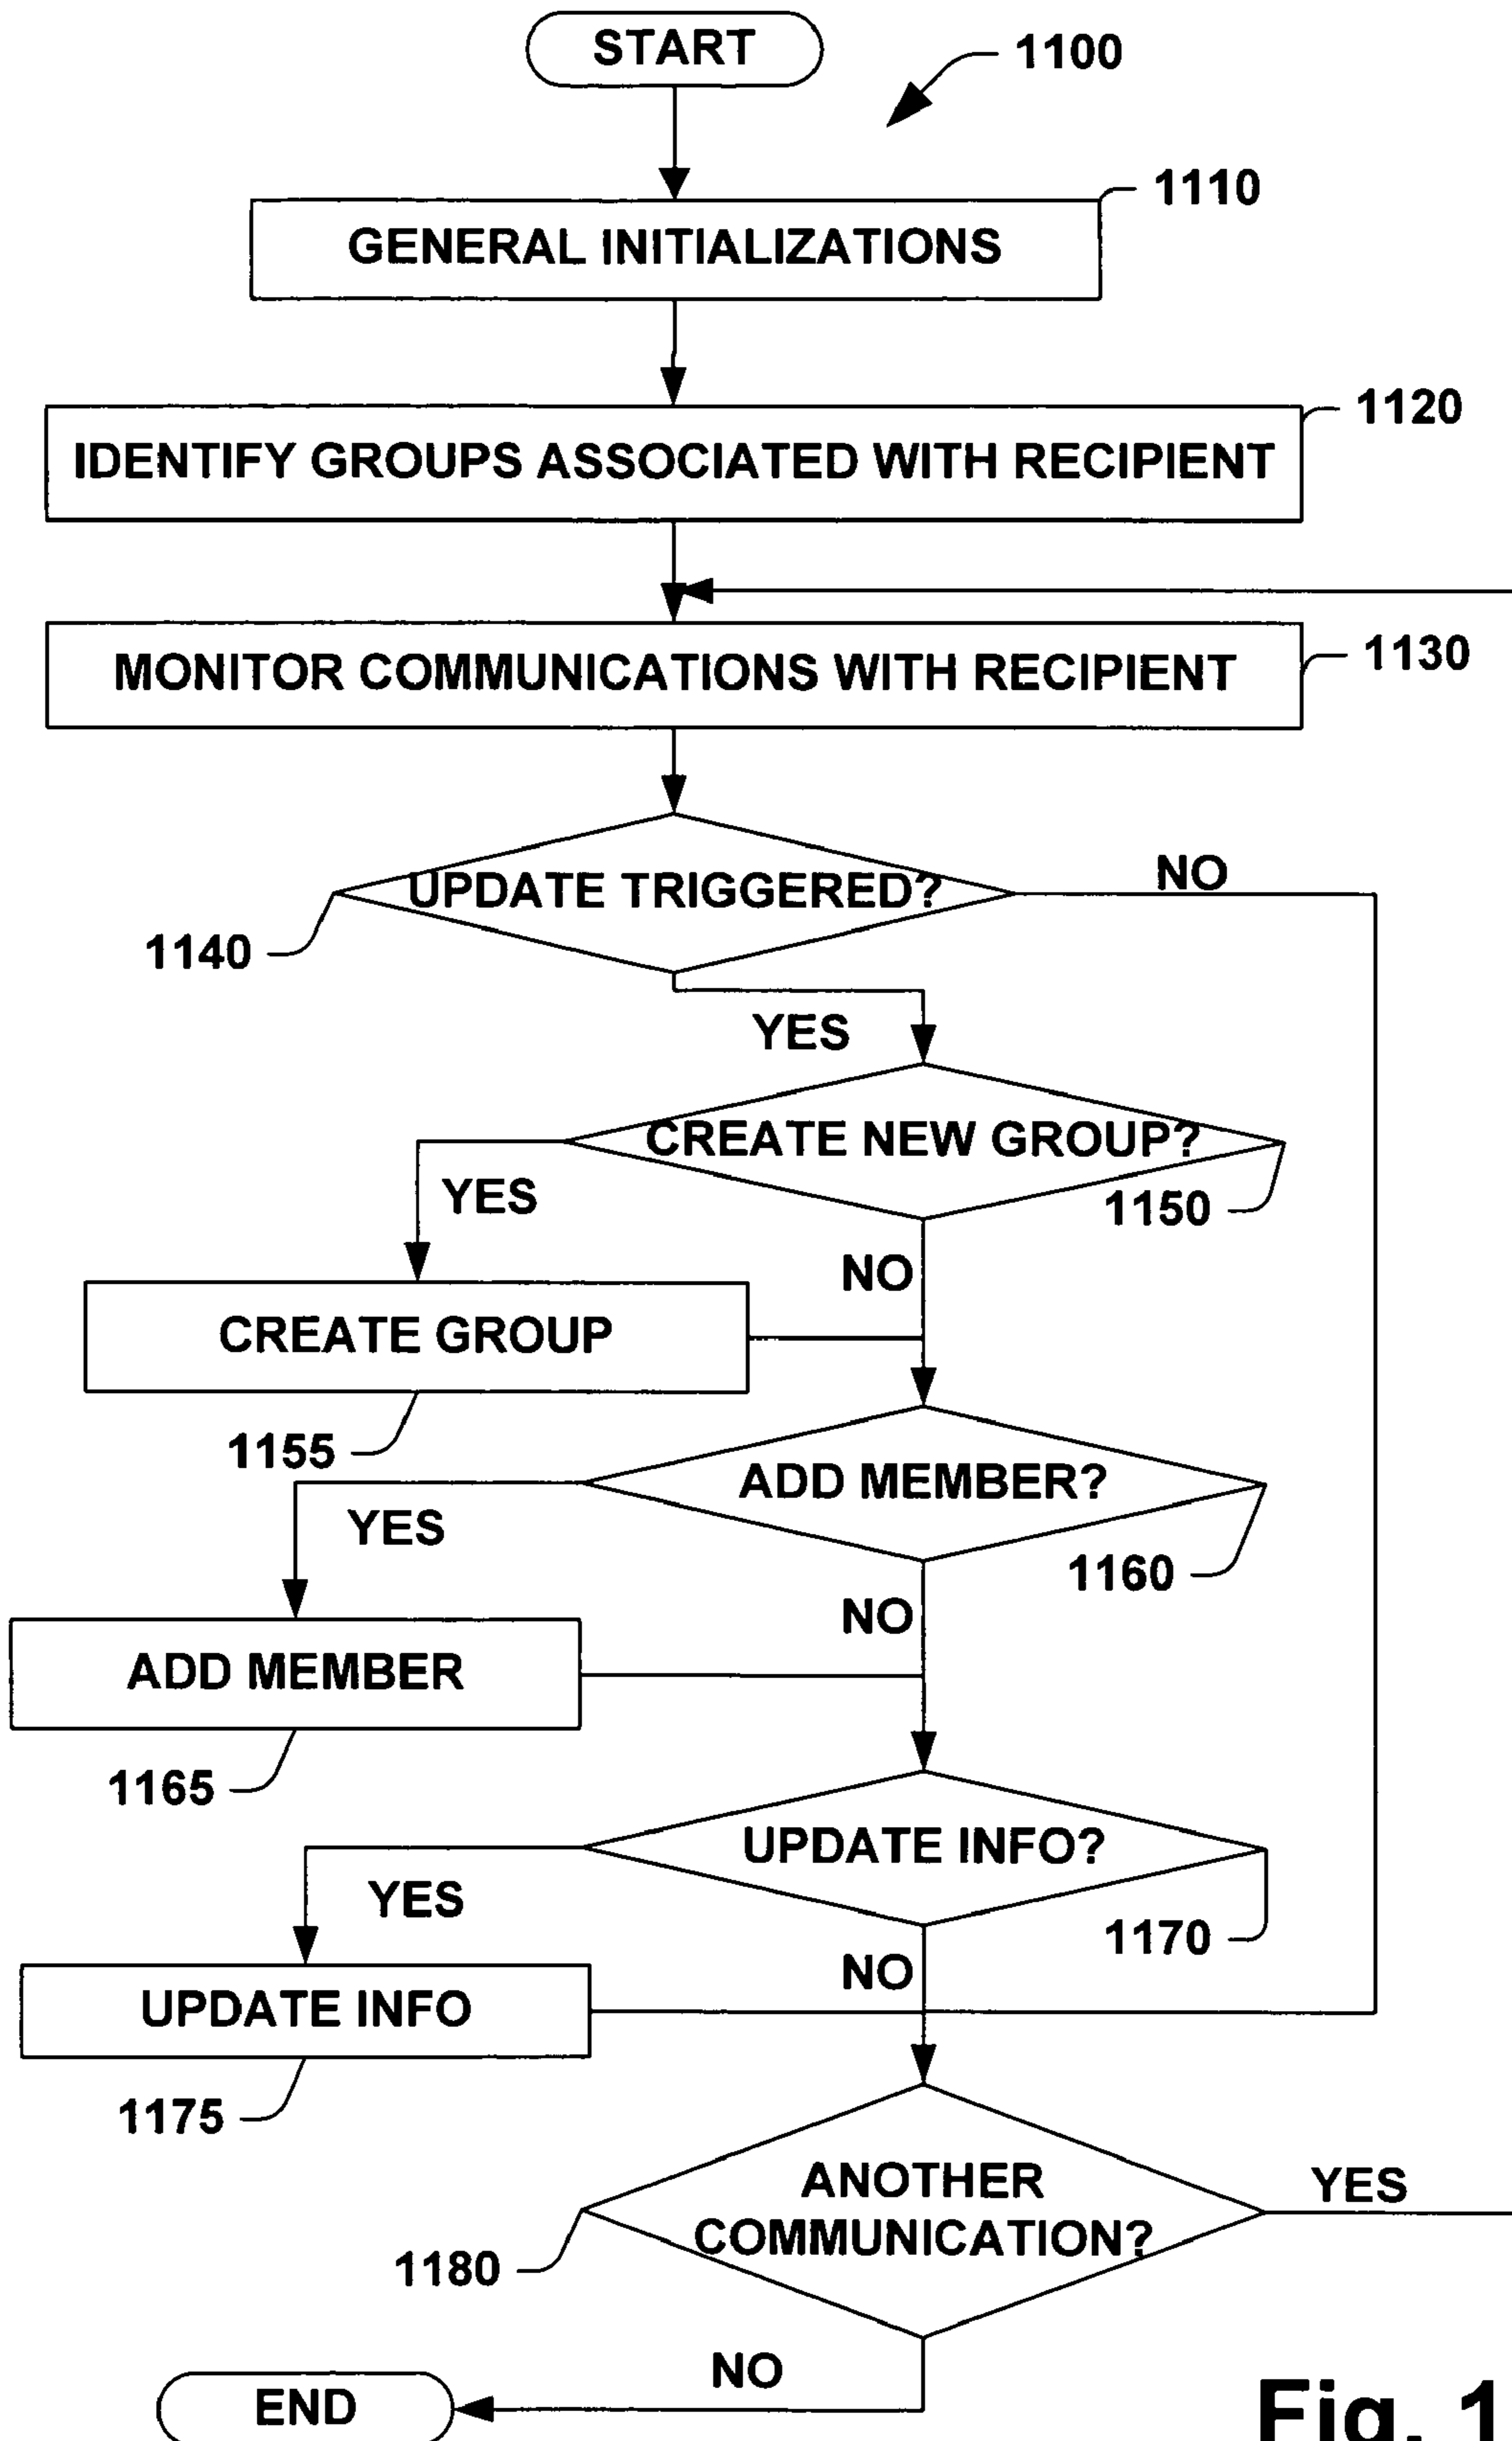 START
1100
1110
GENERAL INITIALIZATIONS
1120
IDENTIFY GROUPS ASSOCIATED WITH RECIPIENT
1130
MONITOR COMMUNICATIONS WITH RECIPIENT
NO
UPDATE TRIGGERED?
1140
YES
CREATE NEW GROUP?
YES
1150
NO
CREATE GROUP
1155
ADD MEMBER?
YES
1160
NO
ADD MEMBER
1165
UPDATE INFO?
YES
1170
NO
UPDATE INFO
1175
ANOTHER
COMMUNICATION?
YES
1180
NO
END
Fig. 1